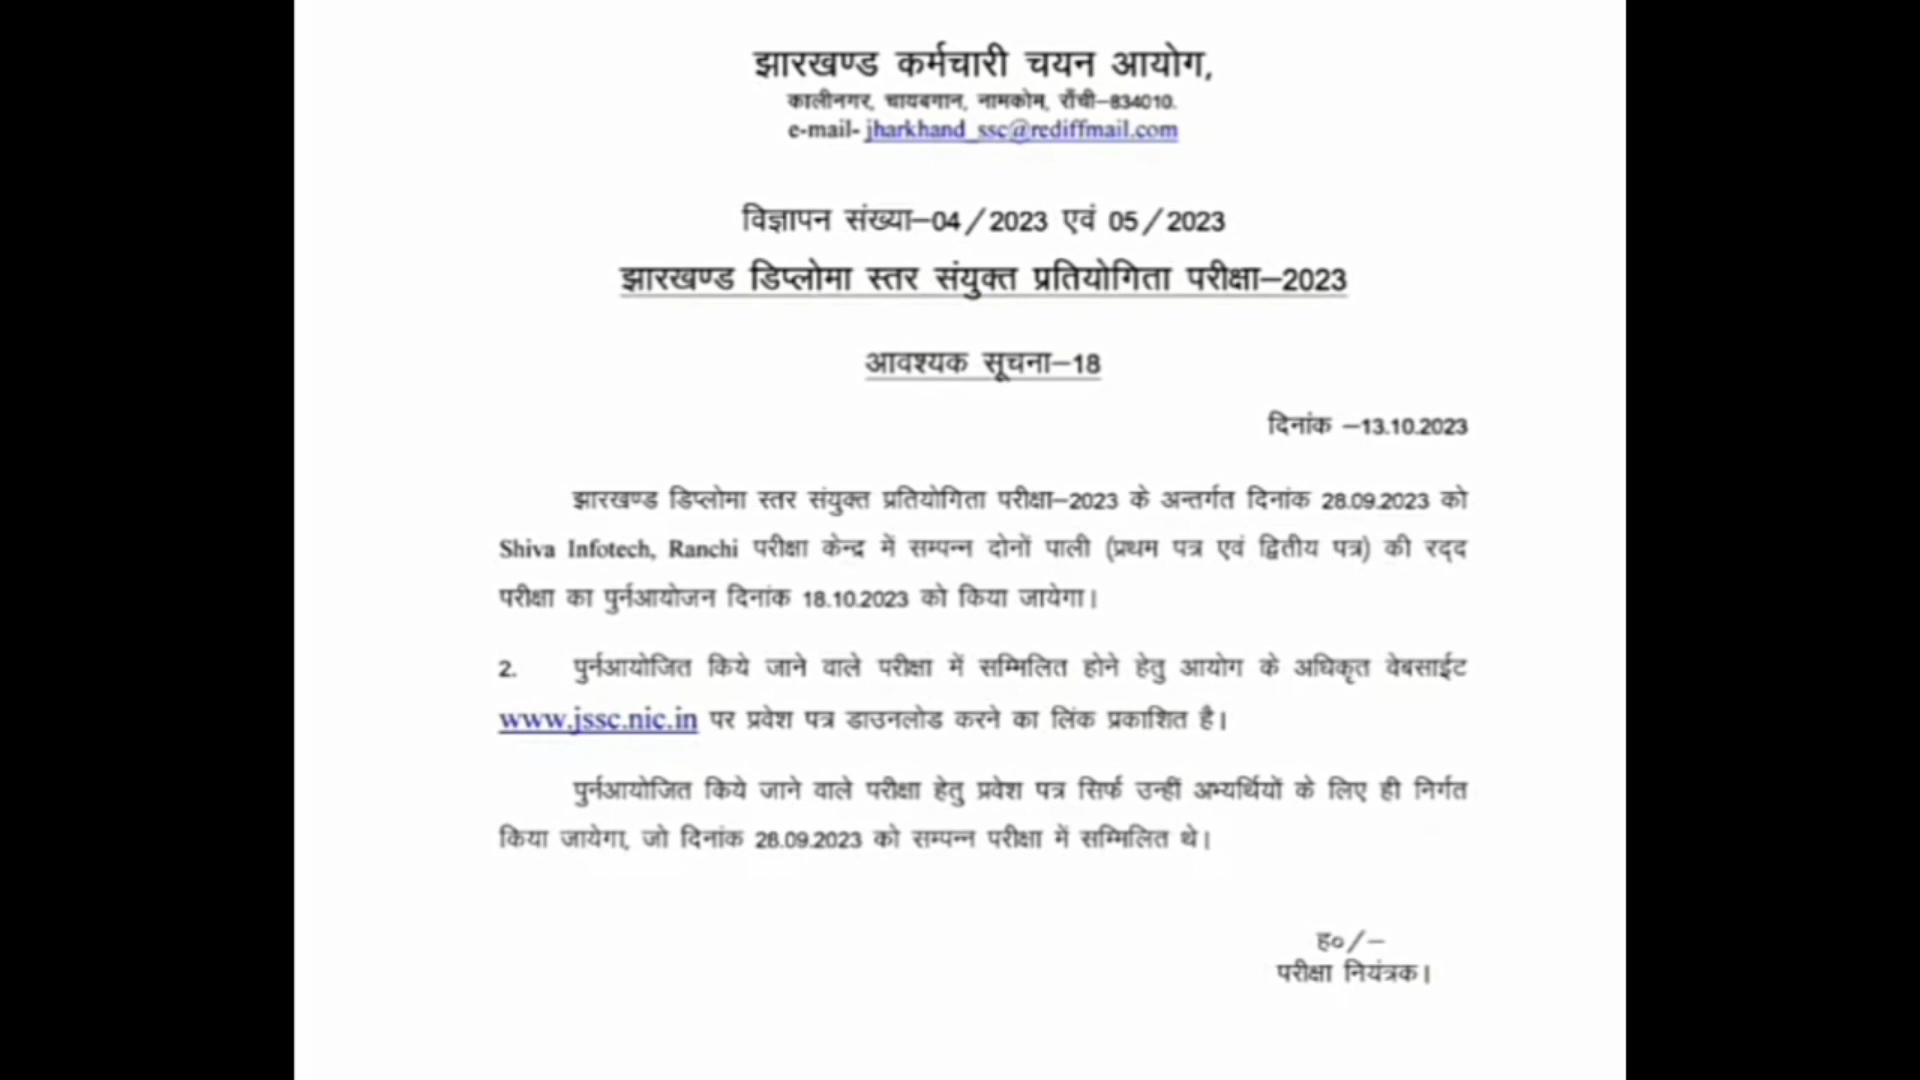 झारखण्ड कर्मचारी चयन आयोग,
कालीनगर, चायबगान, नामकोम, राँची–834010.
e-mail- jharkhand_ssc@rediffmail.com
विज्ञापन संख्या–04/2023 एवं 05/2023
झारखण्ड डिप्लोमा स्तर संयुक्त प्रतियोगिता परीक्षा–2023
आवश्यक सूचना–18
दिनांक –13.10.2023
झारखण्ड डिप्लोमा स्तर संयुक्त प्रतियोगिता परीक्षा–2023 के अन्तर्गत दिनांक 28.09.2023 को
Shiva Infotech, Ranchi परीक्षा केन्द्र में सम्पन्न दोनों पाली (प्रथम पत्र एवं द्वितीय पत्र) की रद्द
परीक्षा का पुर्नआयोजन दिनांक 18.10.2023 को किया जायेगा।
2. पुर्नआयोजित किये जाने वाले परीक्षा में सम्मिलित होने हेतु आयोग के अधिकृत वेबसाईट
www.jssc.nic.in पर प्रवेश पत्र डाउनलोड करने का लिंक प्रकाशित है।
पुर्नआयोजित किये जाने वाले परीक्षा हेतु प्रवेश पत्र सिर्फ उन्हीं अभ्यर्थियों के लिए ही निर्गत
किया जायेगा, जो दिनांक 28.09.2023 को सम्पन्न परीक्षा में सम्मिलित थे।
ह०/–
परीक्षा नियंत्रक।